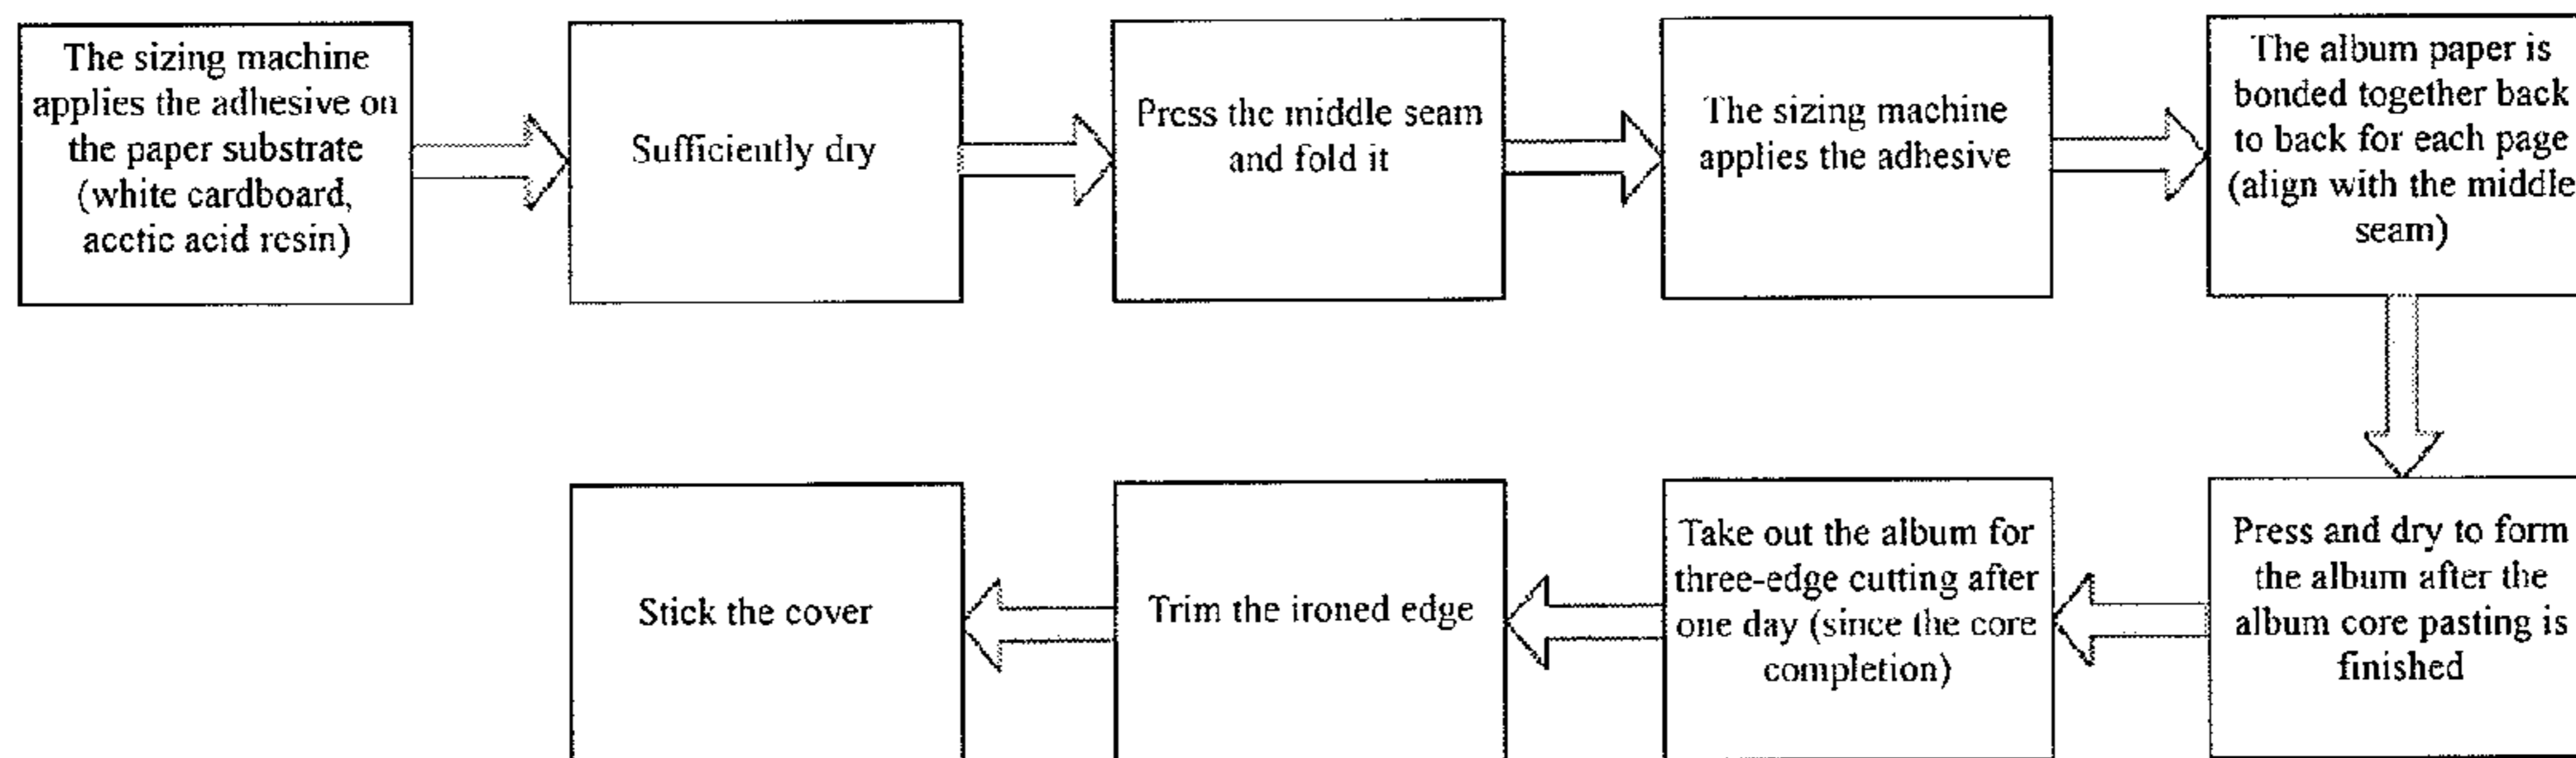 The sizing machine
applies the adhesive on
the paper substrate
(white cardboard,
acetic acid resin)
Sufficiently dry
Press the middle seam
and fold it
The sizing machine
applies the adhesive
The album paper is
bonded together back
to back for each page
(align with the middle
seam)
Press and dry to form
the album after the
album core pasting is
finished
Take out the album for
three-edge cutting after
one day (since the core
completion)
Trim the ironed edge
Stick the cover